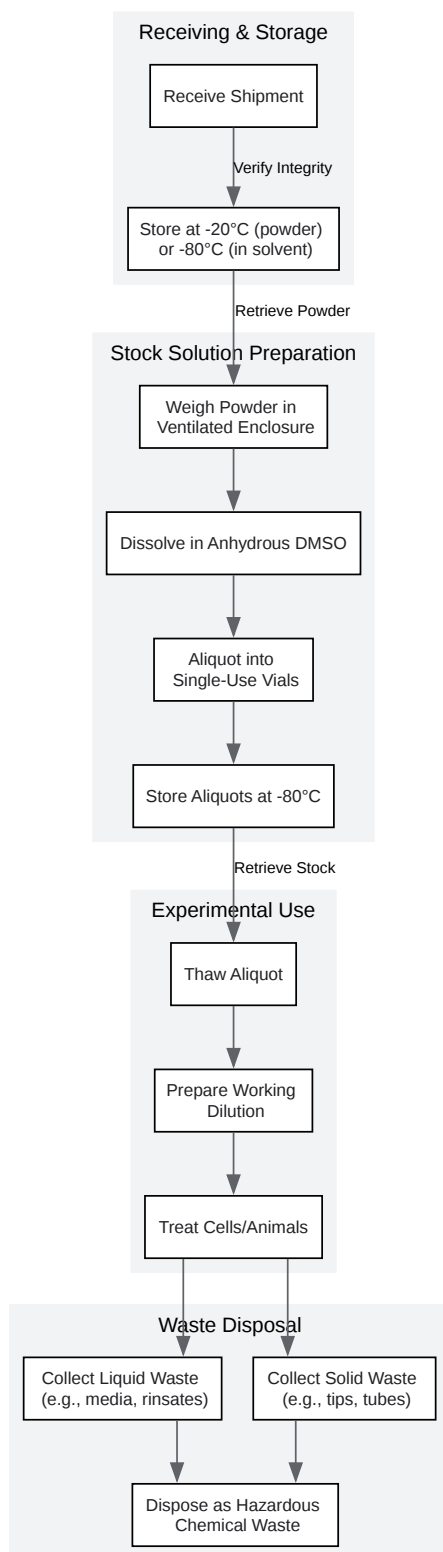 Receiving & Storage
Receive Shipment
Verify Integrity
Store at -20°C (powder)
or -80°C (in solvent)
Retrieve Powder
Stock Solution Preparation
Weigh Powder in
Ventilated Enclosure
Dissolve in Anhydrous DMSO
Aliquot into
Single-Use Vials
Store Aliquots at -80°C
Retrieve Stock
Experimental Use
Thaw Aliquot
Prepare Working
Dilution
Treat Cells/Animals
Waste Disposal
Collect Liquid Waste
(e.g., media, rinsates)
Collect Solid Waste
(e.g., tips, tubes)
Dispose as Hazardous
Chemical Waste